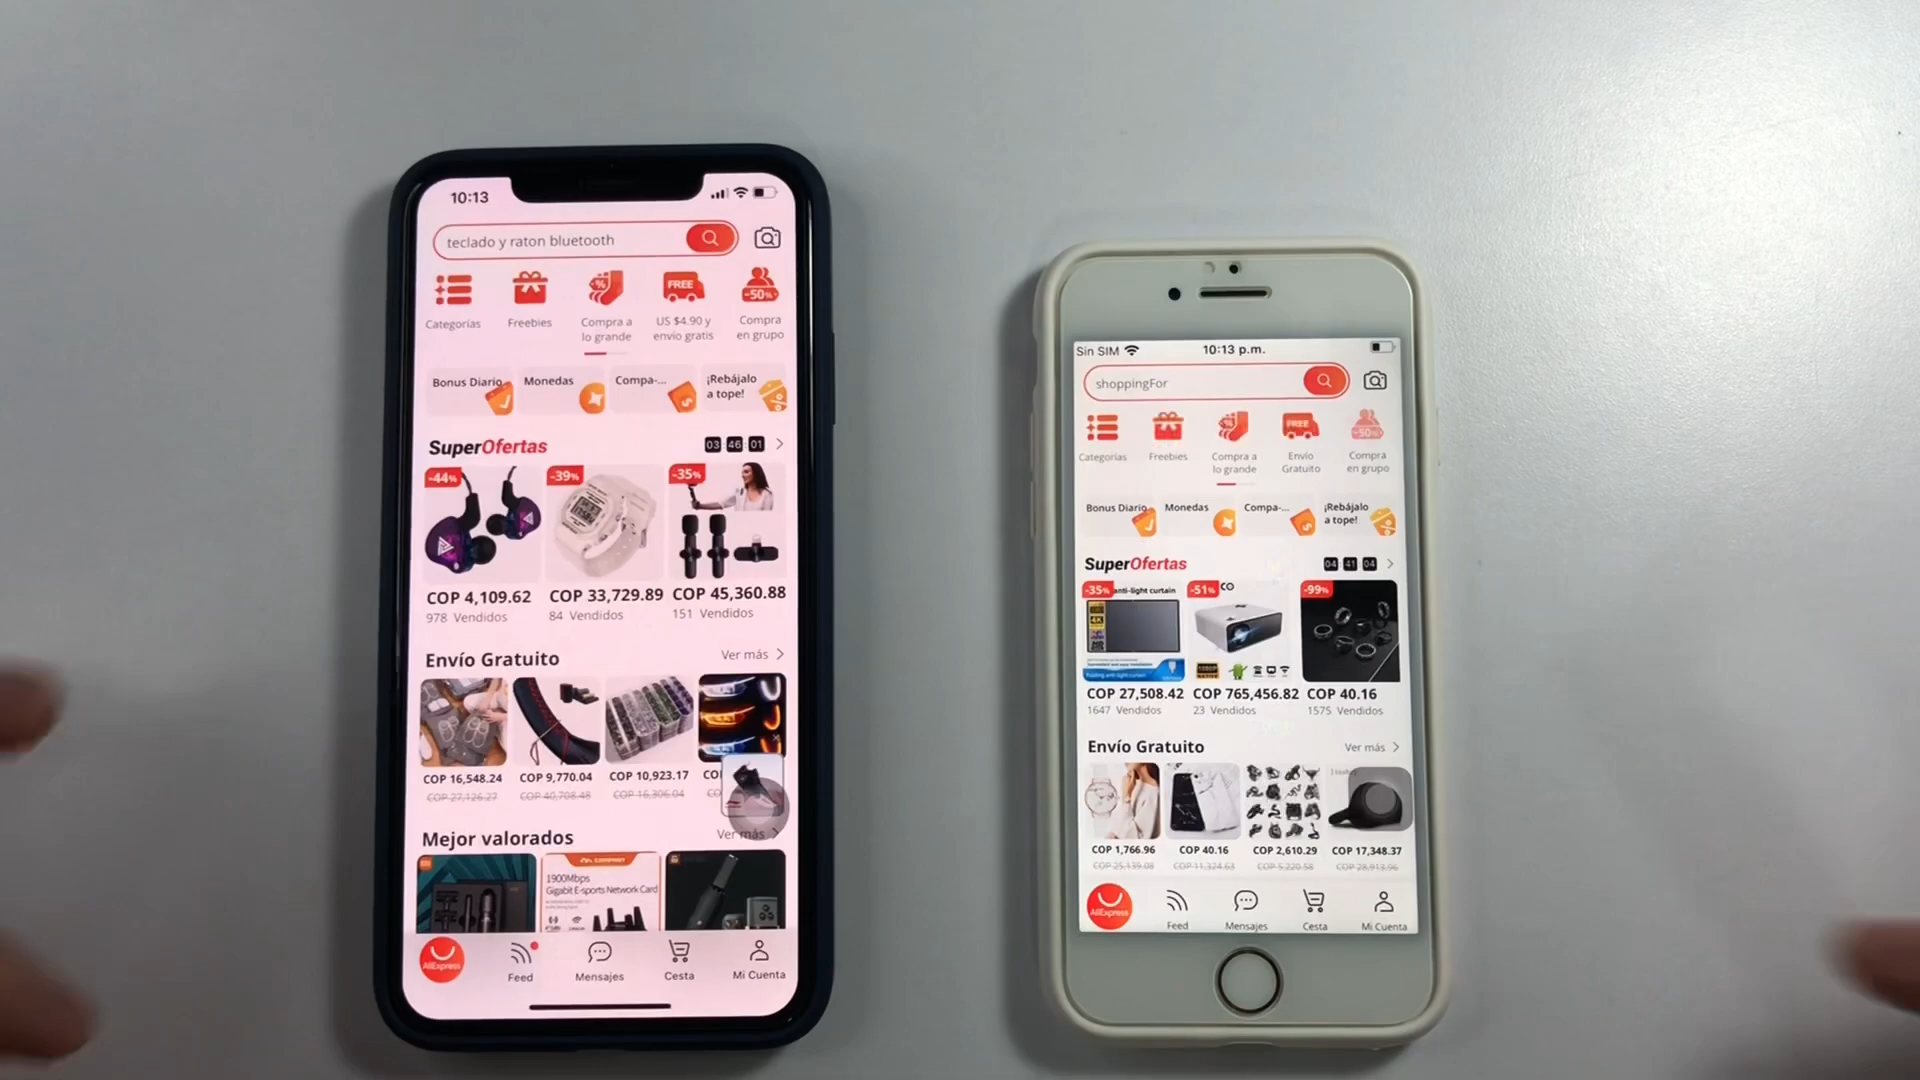 10:13
teclado y raton bluetooth
FREE
-50%
Categorías
Freebies
Compra a
lo grande
US $4.90 y
envío gratis
Compra
en grupo
Bonus Diario
Monedas
Compa-...
¡Rebájalo
a tope!
SuperOfertas
03 46 01
-44%
-39%
-35%
COP 4,109.62
COP 33,729.89
COP 45,360.88
978 Vendidos
84 Vendidos
151 Vendidos
Envío Gratuito
Ver más
COP 16,548.24
COP 9,770.04
COP 10,923.17
CO
COP 27,126.27
COP 40,708.48
COP 16,306.04
CO
Mejor valorados
Ver más
COMPANY
1900Mbps
Gigabit E-sports Network Card
AliExpress
Feed
Mensajes
Cesta
Mi Cuenta
Sin SIM
10:13 p.m.
shoppingFor
FREE
-50%
Categorías
Freebies
Compra a
lo grande
Envío
Gratuito
Compra
en grupo
Bonus Diario
Monedas
Compa-...
¡Rebájalo
a tope!
SuperOfertas
04 41 04
-35%
anti-light curtain
-51%
CO
-99%
4K
COP 27,508.42
COP 765,456.82
COP 40.16
1647 Vendidos
23 Vendidos
1575 Vendidos
Envío Gratuito
Ver más
COP 1,766.96
COP 40.16
COP 2,610.29
COP 17,348.37
COP 25,139.08
COP 11,324.63
COP 5,220.58
COP 28,913.96
AliExpress
Feed
Mensajes
Cesta
Mi Cuenta